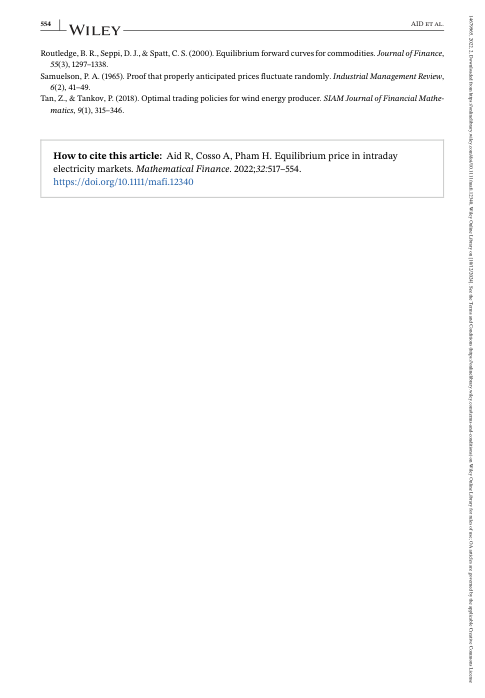 554
WILEY
AID ET AL.
Routledge, B. R., Seppi, D. J., & Spatt, C. S. (2000). Equilibrium forward curves for commodities. Journal of Finance,
55(3), 1297–1338.
Samuelson, P. A. (1965). Proof that properly anticipated prices fluctuate randomly. Industrial Management Review,
6(2), 41–49.
Tan, Z., & Tankov, P. (2018). Optimal trading policies for wind energy producer. SIAM Journal of Financial Mathe-
matics, 9(1), 315–346.
How to cite this article: Aid R, Cosso A, Pham H. Equilibrium price in intraday
electricity markets. Mathematical Finance. 2022;32:517–554.
https://doi.org/10.1111/mafi.12340
14679965, 2022, 2, Downloaded from https://onlinelibrary.wiley.com/doi/10.1111/mafi.12340, Wiley Online Library on [10/12/2024]. See the Terms and Conditions (https://onlinelibrary.wiley.com/terms-and-conditions) on Wiley Online Library for rules of use; OA articles are governed by the applicable Creative Commons License